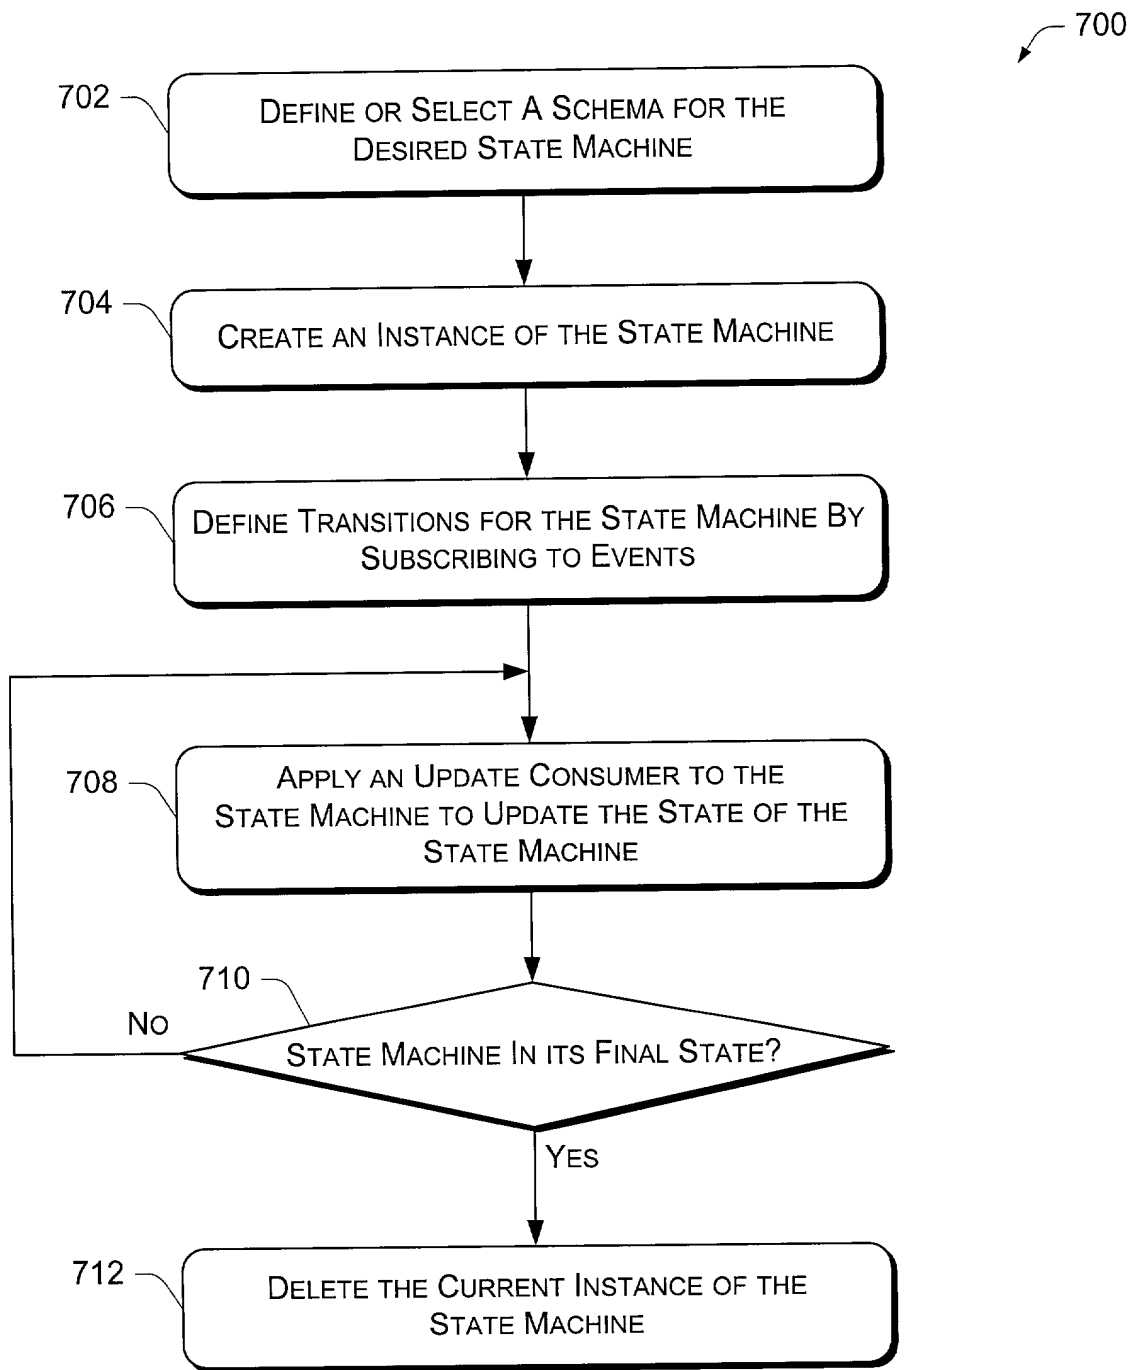 700
702
DEFINE OR SELECT A SCHEMA FOR THE
DESIRED STATE MACHINE
704
CREATE AN INSTANCE OF THE STATE MACHINE
706
DEFINE TRANSITIONS FOR THE STATE MACHINE BY
SUBSCRIBING TO EVENTS
708
APPLY AN UPDATE CONSUMER TO THE
STATE MACHINE TO UPDATE THE STATE OF THE
STATE MACHINE
710
NO
STATE MACHINE IN ITS FINAL STATE?
YES
712
DELETE THE CURRENT INSTANCE OF THE
STATE MACHINE